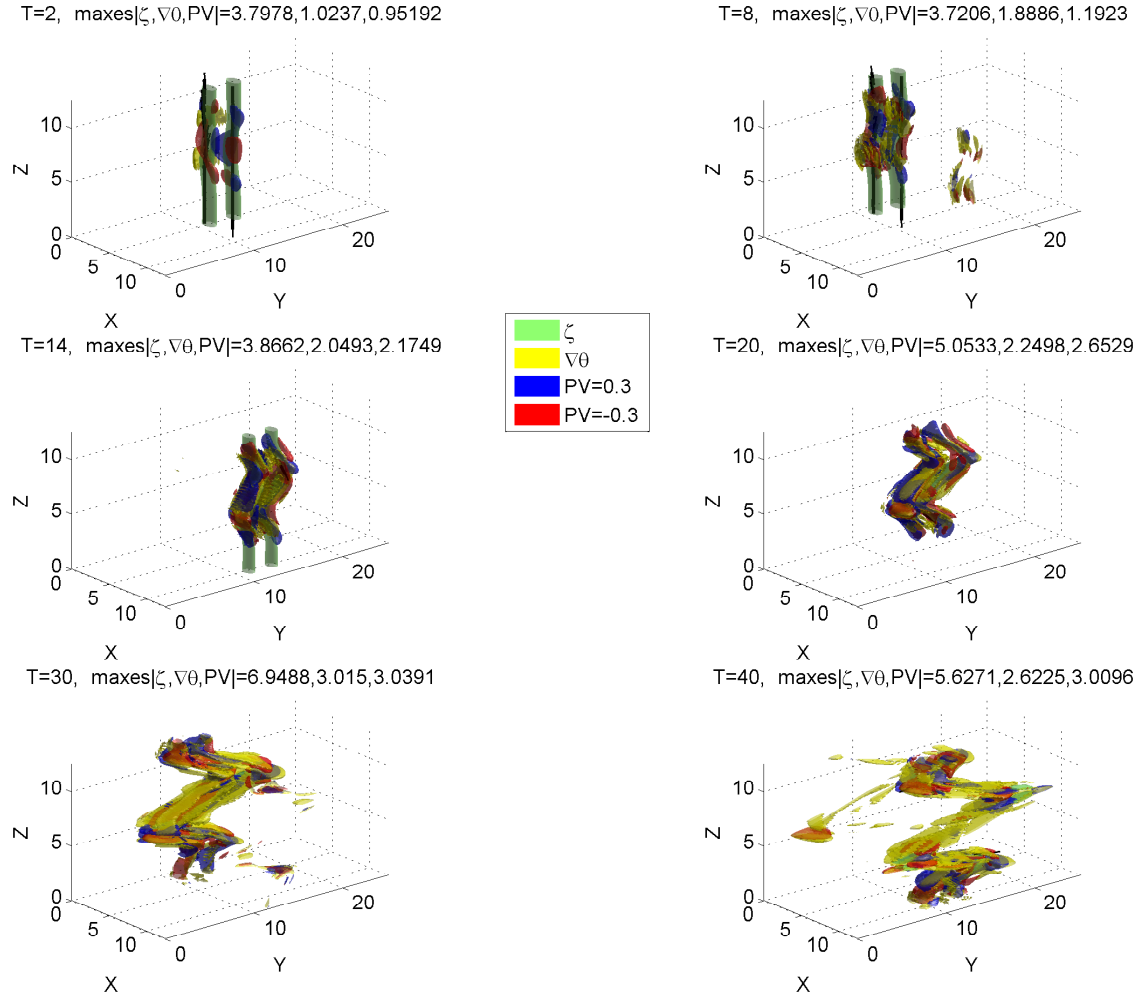 T=2, maxes|ζ,∇θ,PV|=3.7978,1.0237,0.95192
T=8, maxes|ζ,∇θ,PV|=3.7206,1.8886,1.1923
10
5
0
Z
0
5
10
X
0
10
20
Y
10
5
0
Z
0
5
10
X
0
10
20
Y
ζ
∇θ
PV=0.3
PV=-0.3
T=14, maxes|ζ,∇θ,PV|=3.8662,2.0493,2.1749
T=20, maxes|ζ,∇θ,PV|=5.0533,2.2498,2.6529
10
5
0
Z
0
5
10
X
0
10
20
Y
10
5
0
Z
0
5
10
X
0
10
20
Y
T=30, maxes|ζ,∇θ,PV|=6.9488,3.015,3.0391
T=40, maxes|ζ,∇θ,PV|=5.6271,2.6225,3.0096
10
5
0
Z
0
5
10
X
0
10
20
Y
10
5
0
Z
0
5
10
X
0
10
20
Y